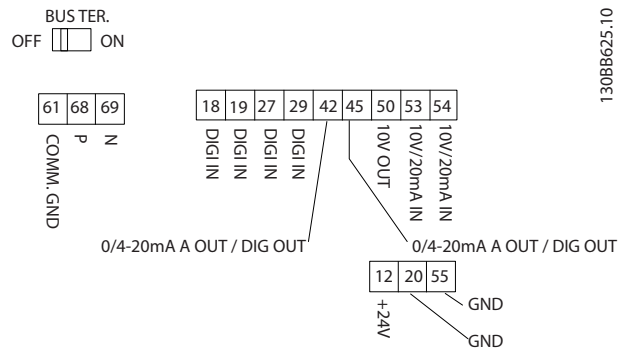 BUS TER.
OFF ON
130BB625.10
61 68 69
COMM. GND
P
N
18 19 27 29 42 45 50 53 54
DIGI IN
DIGI IN
DIGI IN
DIGI IN
10V OUT
10V/20mA IN
10V/20mA IN
0/4-20mA A OUT / DIG OUT
0/4-20mA A OUT / DIG OUT
12 20 55
+24V
GND
GND